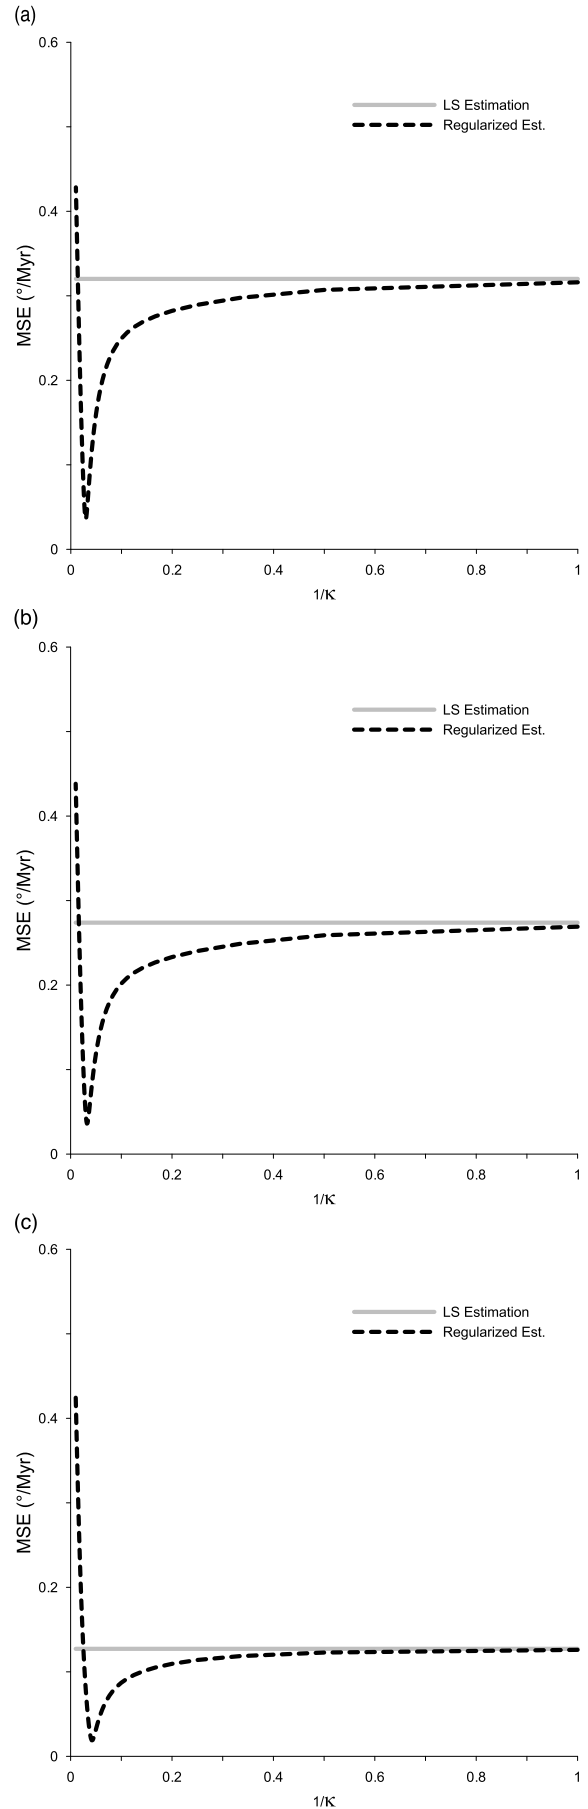 (a)
0.6
LS Estimation
Regularized Est.
0.4
MSE (°/Myr)
0.2
0
0 0.2 0.4 0.6 0.8 1
1/κ
(b)
0.6
LS Estimation
Regularized Est.
0.4
MSE (°/Myr)
0.2
0
0 0.2 0.4 0.6 0.8 1
1/κ
(c)
0.6
LS Estimation
Regularized Est.
0.4
MSE (°/Myr)
0.2
0
0 0.2 0.4 0.6 0.8 1
1/κ